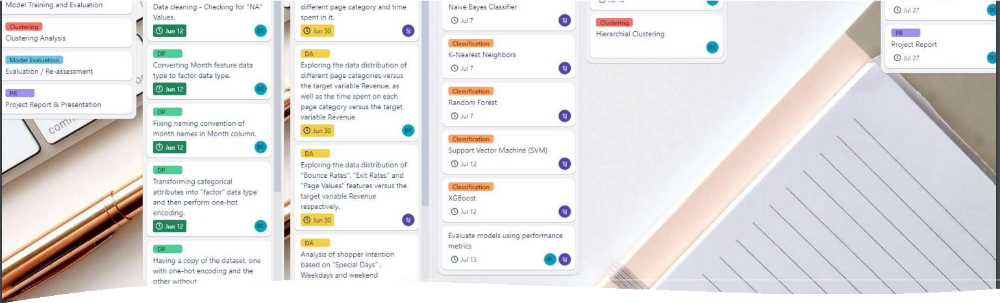 Model Training and Evaluation
Clustering
Clustering Analysis
Model Evaluation
Evaluation / Re-assessment
PR
Project Report & Presentation
Data cleaning - Checking for "NA"
Values.
Jun 12
DC
DP
Converting Month feature data
type to factor data type.
Jun 12
DC
DP
Fixing naming convention of
month names in Month column.
Jun 12
DC
DP
Transforming categorical
attributes into "factor" data type
and then perform one-hot
encoding.
Jun 12
DC
DP
Having a copy of the dataset, one
with one-hot encoding and the
other without.
different page category and time
spent in it.
Jun 30
SJ
DA
Exploring the data distribution of
different page categories versus
the target variable Revenue, as
well as the time spent on each
page category versus the target
variable Revenue
Jun 30
DC
DA
Exploring the data distribution of
"Bounce Rates", "Exit Rates" and
"Page Values" features versus the
target variable Revenue
respectively.
Jun 30
SJ
DA
Analysis of shopper intention
based on "Special Days" ,
Weekdays and weekend
Naive Bayes Classifier
Jul 7
SJ
Classification
K-Nearest Neighbors
Jul 7
SJ
Classification
Random Forest
Jul 7
SJ
Classification
Support Vector Machine (SVM)
Jul 12
SJ
Classification
XGBoost
Jul 12
SJ
Evaluate models using performance
metrics
Jul 13
DC SJ
Clustering
Hierarchial Clustering
DC
Jul 27
PR
Project Report
Jul 27